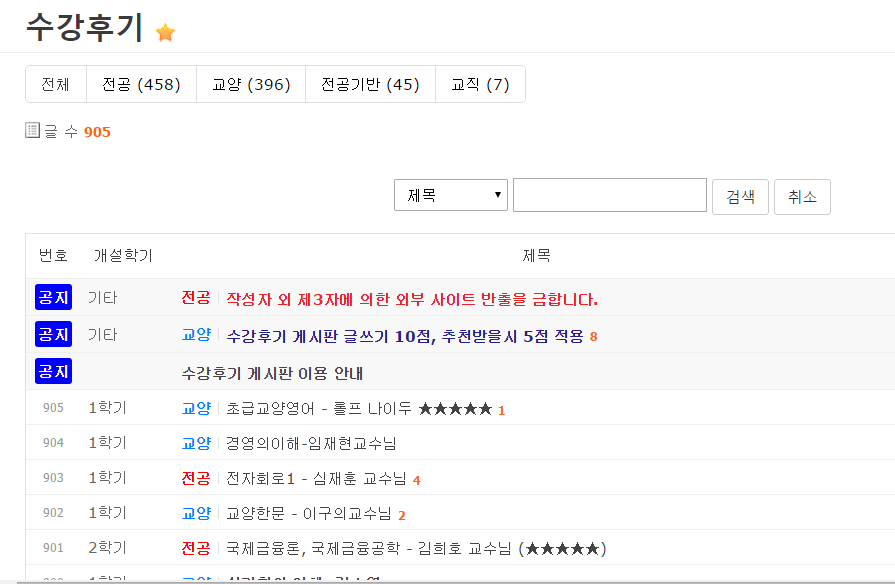 수강후기
전체 전공 (458) 교양 (396) 전공기반 (45) 교직 (7)
글 수 905
제목 검색 취소
번호 개설학기 제목
공지 기타 전공 작성자 외 제3자에 의한 외부 사이트 반출을 금합니다.
공지 기타 교양 수강후기 게시판 글쓰기 10점, 추천받을시 5점 적용 8
공지 수강후기 게시판 이용 안내
905 1학기 교양 초급교양영어 - 롤프 나이두 ★★★★★ 1
904 1학기 교양 경영의이해-임재현교수님
903 1학기 전공 전자회로1 - 심재훈 교수님 4
902 1학기 교양 교양한문 - 이구의교수님 2
901 2학기 전공 국제금융론, 국제금융공학 - 김희호 교수님 (★★★★★)
1학기 교양